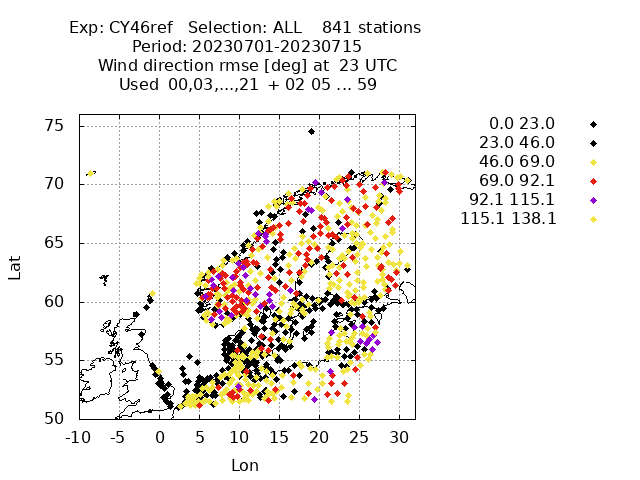 Exp: CY46ref   Selection: ALL    841 stations
Period: 20230701-20230715
Wind direction rmse [deg] at  23 UTC
Used  00,03,...,21  + 02 05 ... 59
0.0 23.0
23.0 46.0
46.0 69.0
69.0 92.1
92.1 115.1
115.1 138.1
75
70
65
60
55
50
Lat
-10 -5 0 5 10 15 20 25 30
Lon